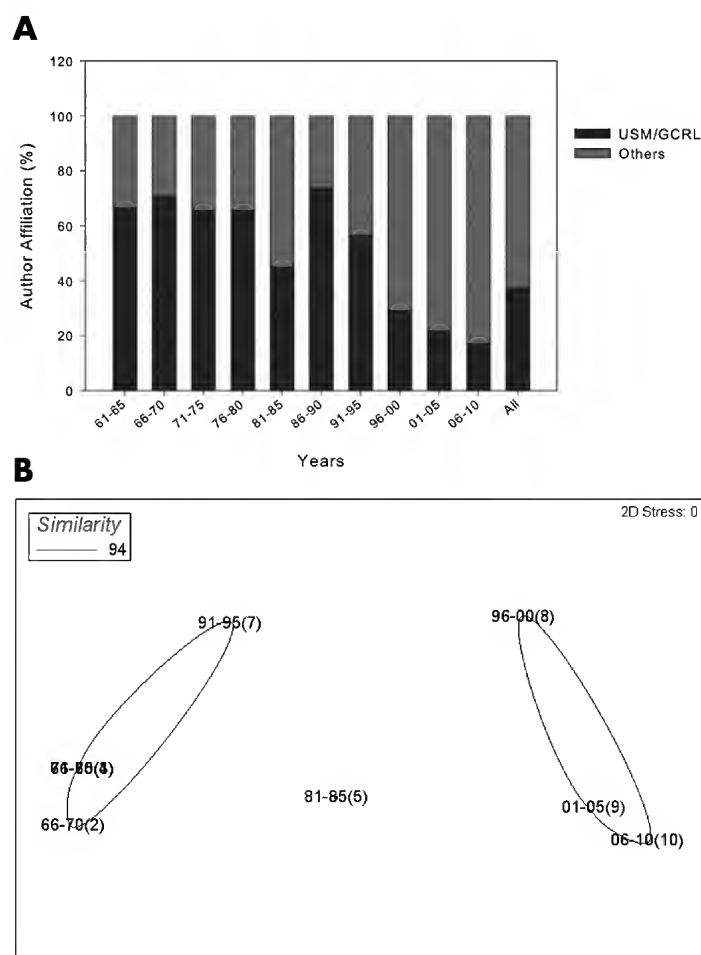 A
120
100
80
60
40
20
0
Author Affiliation (%)
USM/GCRL
Others
61-65
66-70
71-75
76-80
81-85
86-90
91-95
96-00
01-05
06-10
All
Years
B
Similarity
94
2D Stress: 0
91-95(7)
96-00(8)
81-85(5)
01-05(9)
66-70(2)
06-10(10)